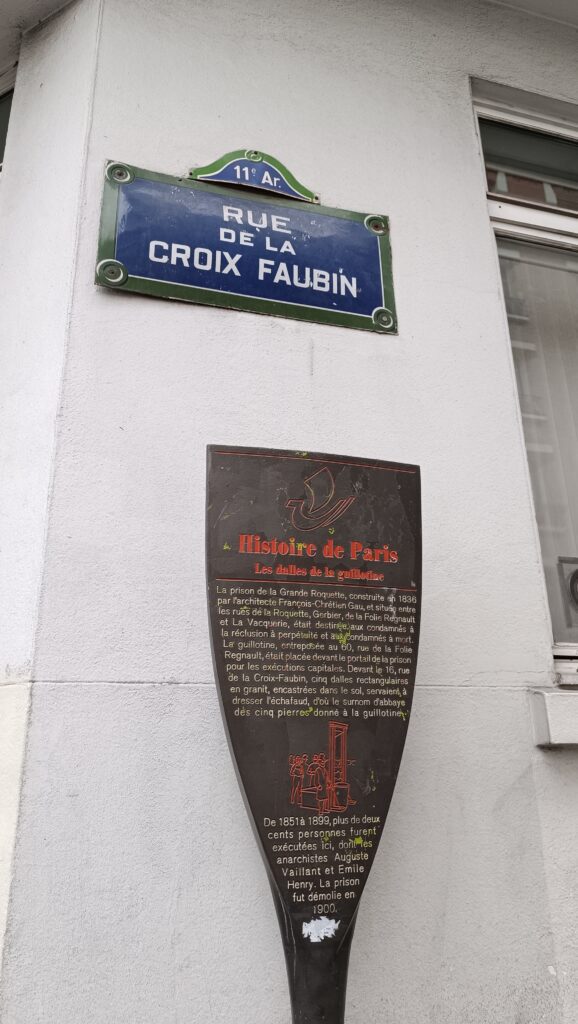 11e Ar.
RUE
DE LA
CROIX FAUBIN
Histoire de Paris
Les dalles de la guillotine
La prison de la Grande Roquette, construite en 1836
par l'architecte François-Chrétien Gau, et située entre
les rues de la Roquette, Gerbier, de la Folie Regnault
et La Vacquerie, était destinée aux condamnés à
la réclusion à perpétuité et aux condamnés à mort.
La guillotine, entreposée au 60, rue de la Folie
Regnault, était placée devant le portail de la prison
pour les exécutions capitales. Devant le 16, rue
de la Croix-Faubin, cinq dalles rectangulaires
en granit, encastrées dans le sol, servaient à
dresser l'échafaud, d'où le surnom d'abbaye
des cinq pierres donné à la guillotine.
De 1851 à 1899, plus de deux
cents personnes furent
exécutées ici, dont les
anarchistes Auguste
Vaillant et Emile
Henry. La prison
fut démolie en
1900.